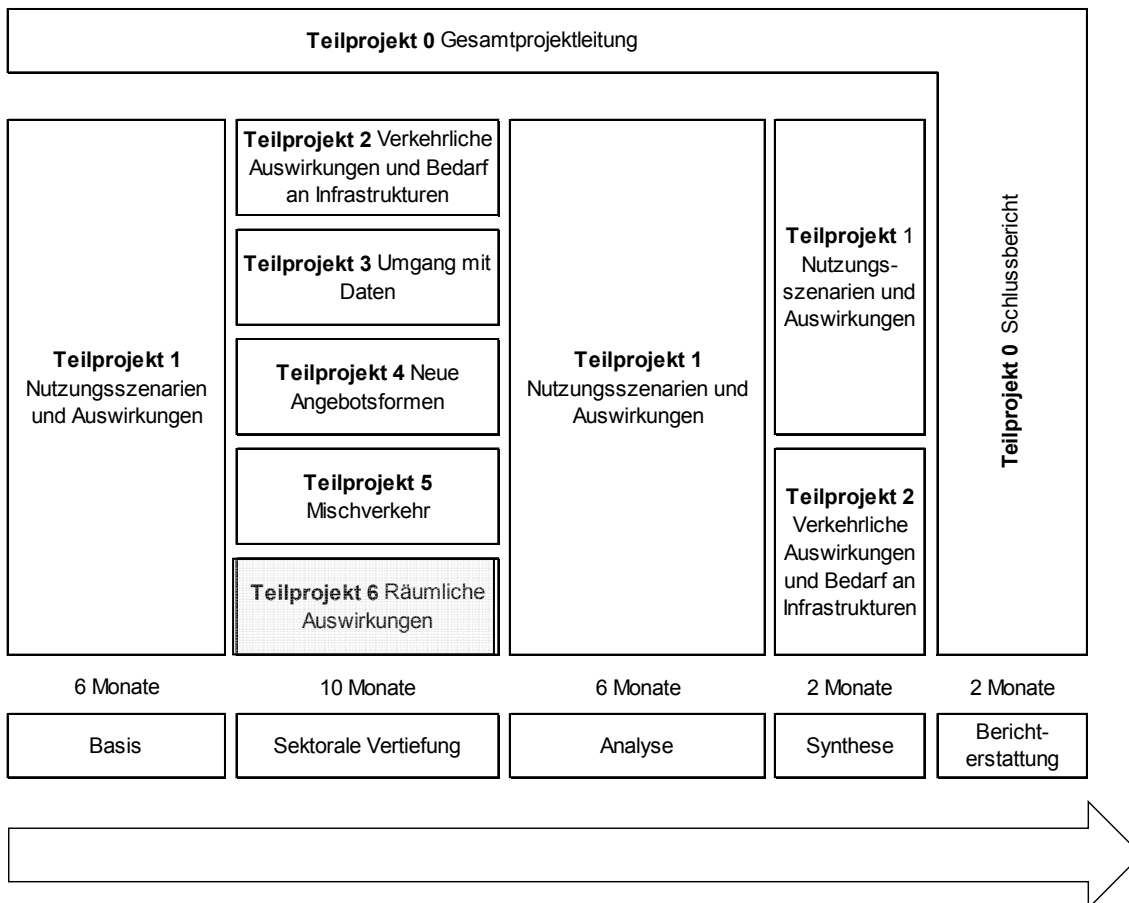 Teilprojekt 0 Gesamtprojektleitung
Teilprojekt 1
Nutzungsszenarien
und Auswirkungen
Teilprojekt 2 Verkehrliche
Auswirkungen und Bedarf
an Infrastrukturen
Teilprojekt 3 Umgang mit
Daten
Teilprojekt 4 Neue
Angebotsformen
Teilprojekt 5
Mischverkehr
Teilprojekt 6 Räumliche
Auswirkungen
Teilprojekt 1
Nutzungsszenarien und
Auswirkungen
Teilprojekt 1
Nutzungs-
szenarien und
Auswirkungen
Teilprojekt 2
Verkehrliche
Auswirkungen
und Bedarf an
Infrastrukturen
Teilprojekt 0 Schlussbericht
6 Monate
10 Monate
6 Monate
2 Monate
2 Monate
Basis
Sektorale Vertiefung
Analyse
Synthese
Bericht-
erstattung